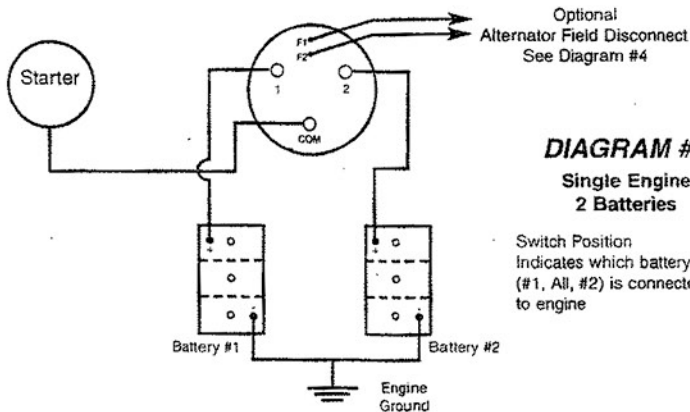 Optional
Alternator Field Disconnect
See Diagram #4
F1
F2
Starter
1
2
COM
DIAGRAM #
Single Engine
2 Batteries
Switch Position
Indicates which battery
(#1, All, #2) is connecte
to engine
+
+
-
-
Battery #1
Battery #2
Engine
Ground